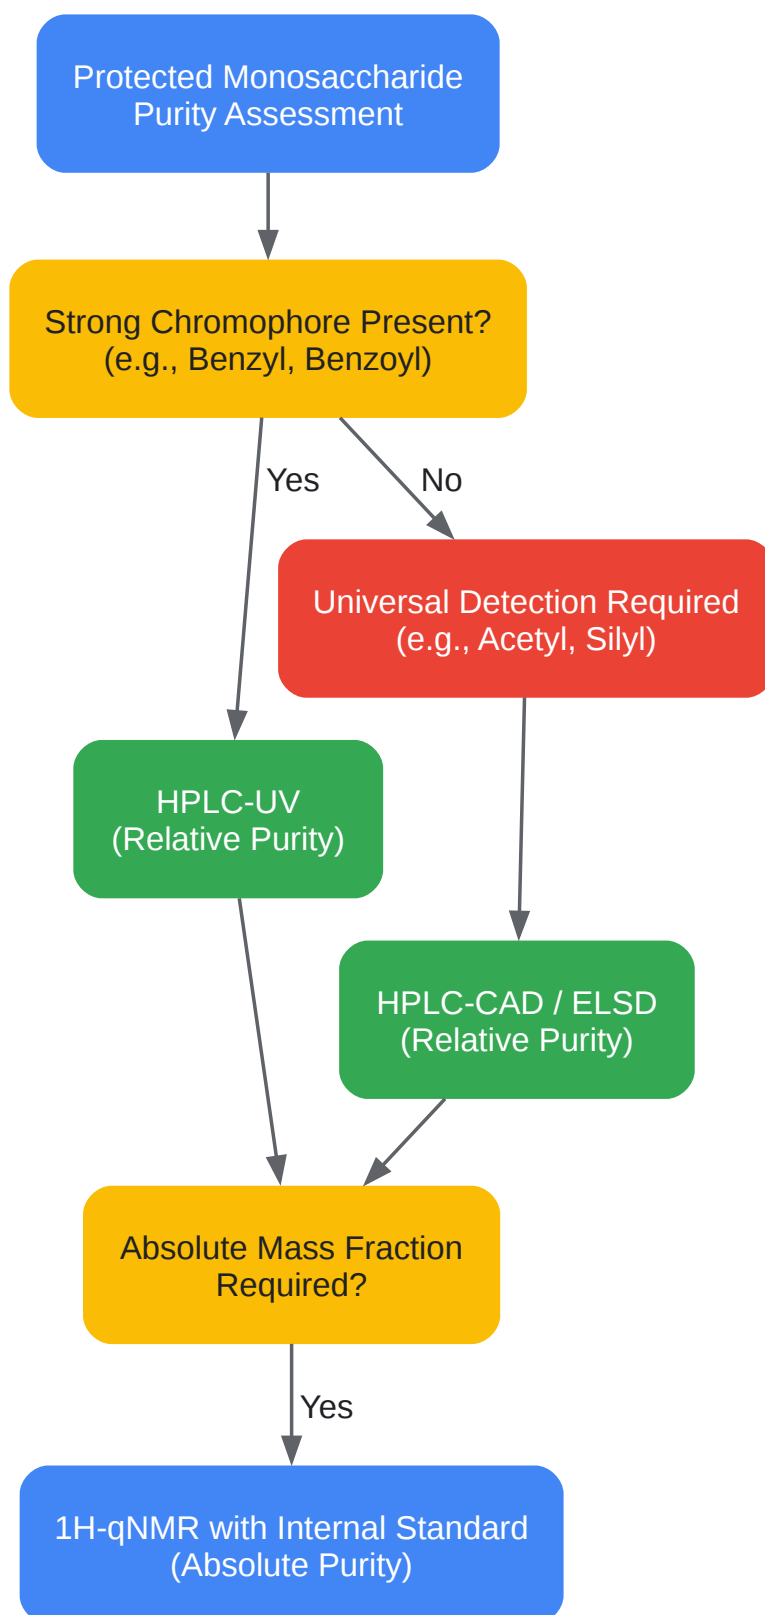 Protected Monosaccharide
Purity Assessment
Strong Chromophore Present?
(e.g., Benzyl, Benzoyl)
Yes
No
Universal Detection Required
(e.g., Acetyl, Silyl)
HPLC-UV
(Relative Purity)
HPLC-CAD / ELSD
(Relative Purity)
Absolute Mass Fraction
Required?
Yes
1H-qNMR with Internal Standard
(Absolute Purity)